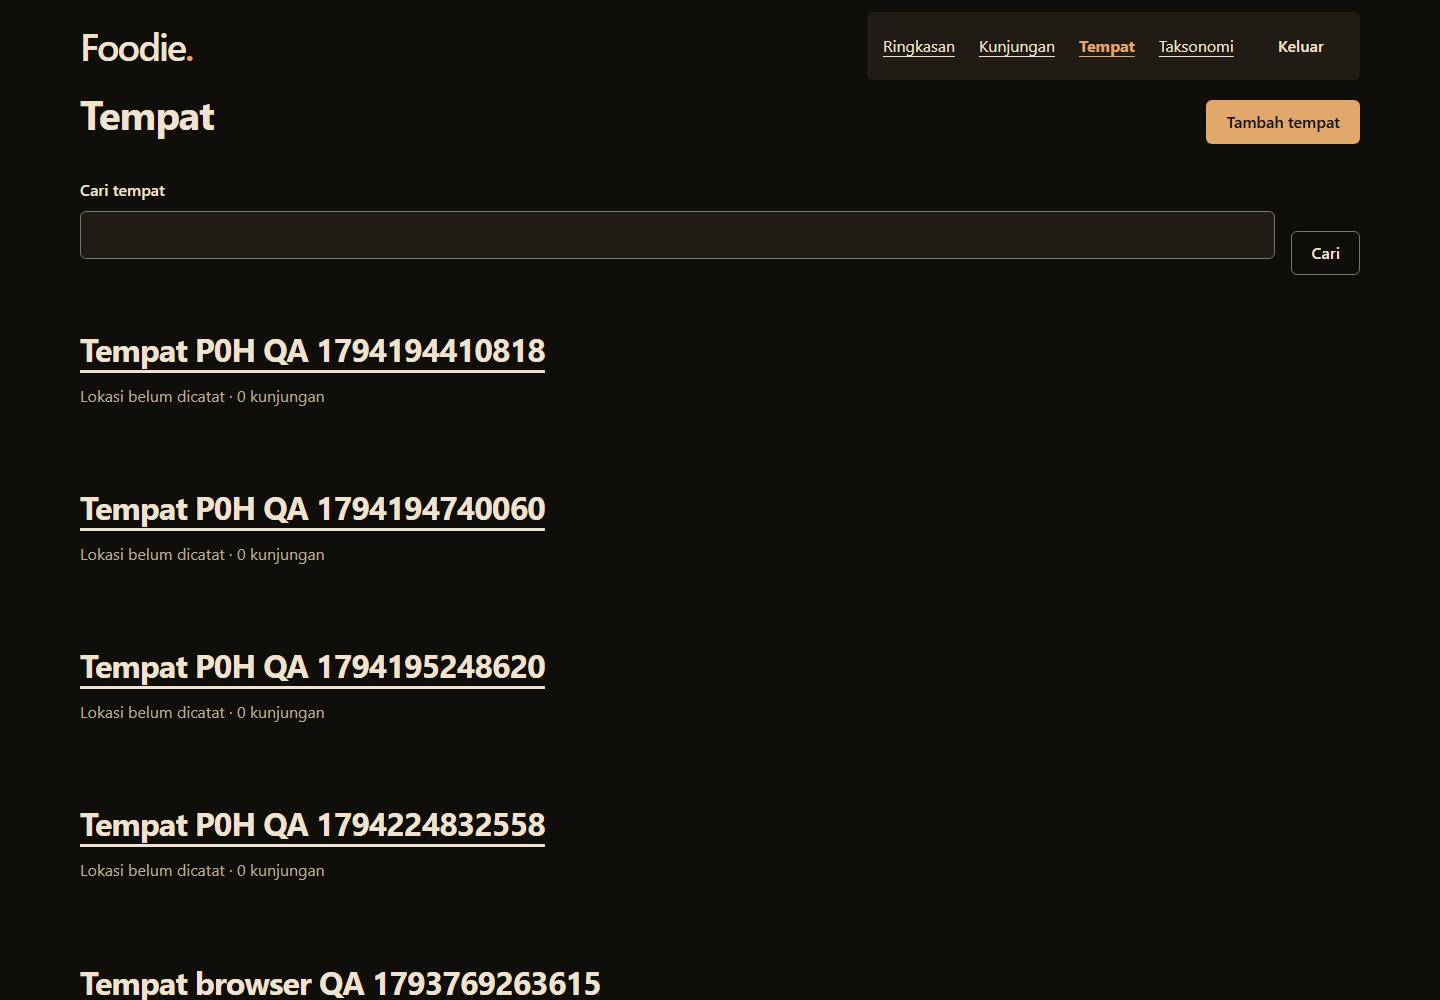 Foodie.
Ringkasan Kunjungan Tempat Taksonomi Keluar
Tempat
Tambah tempat
Cari tempat
Cari
Tempat P0H QA 1794194410818
Lokasi belum dicatat · 0 kunjungan
Tempat P0H QA 1794194740060
Lokasi belum dicatat · 0 kunjungan
Tempat P0H QA 1794195248620
Lokasi belum dicatat · 0 kunjungan
Tempat P0H QA 1794224832558
Lokasi belum dicatat · 0 kunjungan
Tempat browser QA 1793769263615